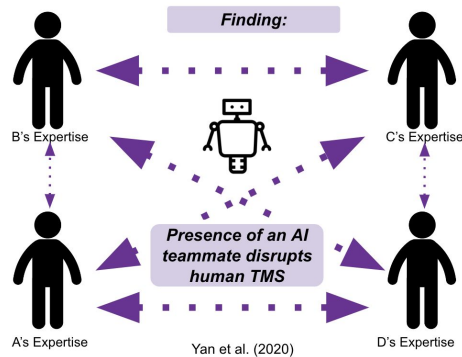 Finding:
B's Expertise
C's Expertise
Presence of an AI
teammate disrupts
human TMS
A's Expertise
D's Expertise
Yan et al. (2020)